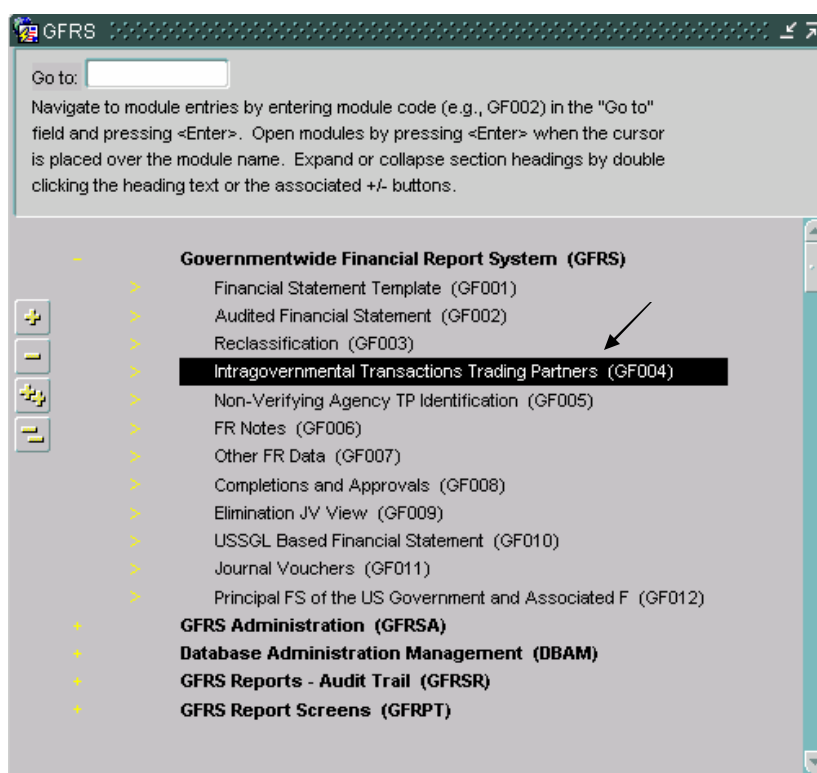 GFRS
Go to:
Navigate to module entries by entering module code (e.g., GF002) in the "Go to"
field and pressing <Enter>. Open modules by pressing <Enter> when the cursor
is placed over the module name. Expand or collapse section headings by double
clicking the heading text or the associated +/- buttons.
- Governmentwide Financial Report System (GFRS)
> Financial Statement Template (GF001)
> Audited Financial Statement (GF002)
> Reclassification (GF003)
> Intragovernmental Transactions Trading Partners (GF004)
> Non-Verifying Agency TP Identification (GF005)
> FR Notes (GF006)
> Other FR Data (GF007)
> Completions and Approvals (GF008)
> Elimination JV View (GF009)
> USSGL Based Financial Statement (GF010)
> Journal Vouchers (GF011)
> Principal FS of the US Government and Associated F (GF012)
+ GFRS Administration (GFRSA)
+ Database Administration Management (DBAM)
+ GFRS Reports - Audit Trail (GFRSR)
+ GFRS Report Screens (GFRPT)